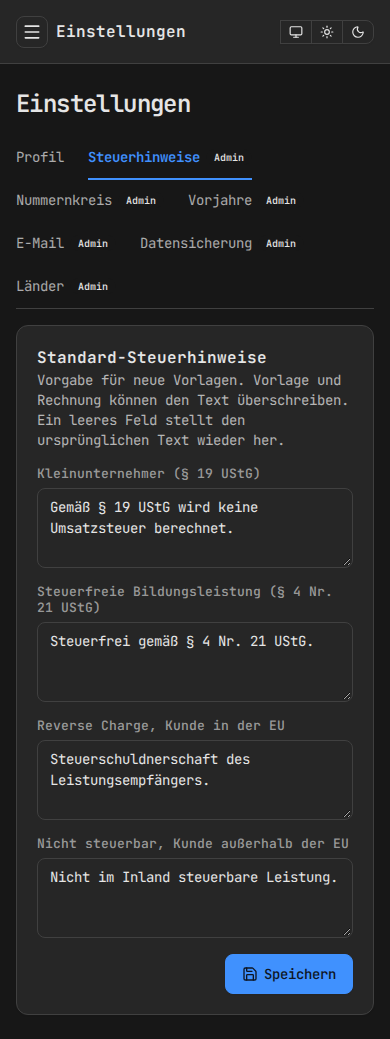 Einstellungen
Einstellungen
Profil Steuerhinweise Admin
Nummernkreis Admin Vorjahre Admin
E-Mail Admin Datensicherung Admin
Länder Admin
Standard-Steuerhinweise
Vorgabe für neue Vorlagen. Vorlage und
Rechnung können den Text überschreiben.
Ein leeres Feld stellt den
ursprünglichen Text wieder her.
Kleinunternehmer (§ 19 UStG)
Gemäß § 19 UStG wird keine
Umsatzsteuer berechnet.
Steuerfreie Bildungsleistung (§ 4 Nr.
21 UStG)
Steuerfrei gemäß § 4 Nr. 21 UStG.
Reverse Charge, Kunde in der EU
Steuerschuldnerschaft des
Leistungsempfängers.
Nicht steuerbar, Kunde außerhalb der EU
Nicht im Inland steuerbare Leistung.
Speichern